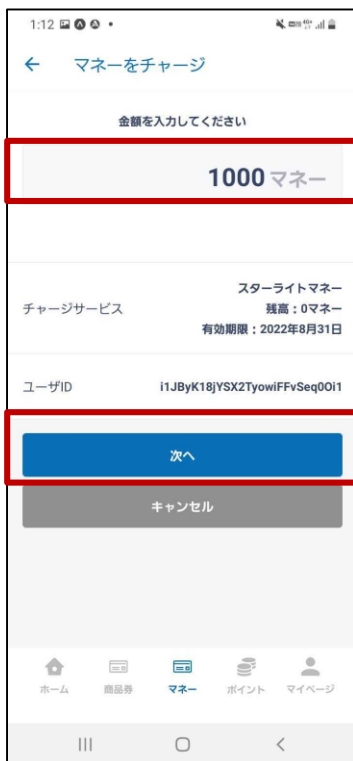 1:12
マネーをチャージ
金額を入力してください
1000 マネー
チャージサービス
スターライトマネー
残高：0マネー
有効期限：2022年8月31日
ユーザID i1JByK18jYSX2TyowiFFvSeq0Oi1
次へ
キャンセル
ホーム 商品券 マネー ポイント マイページ